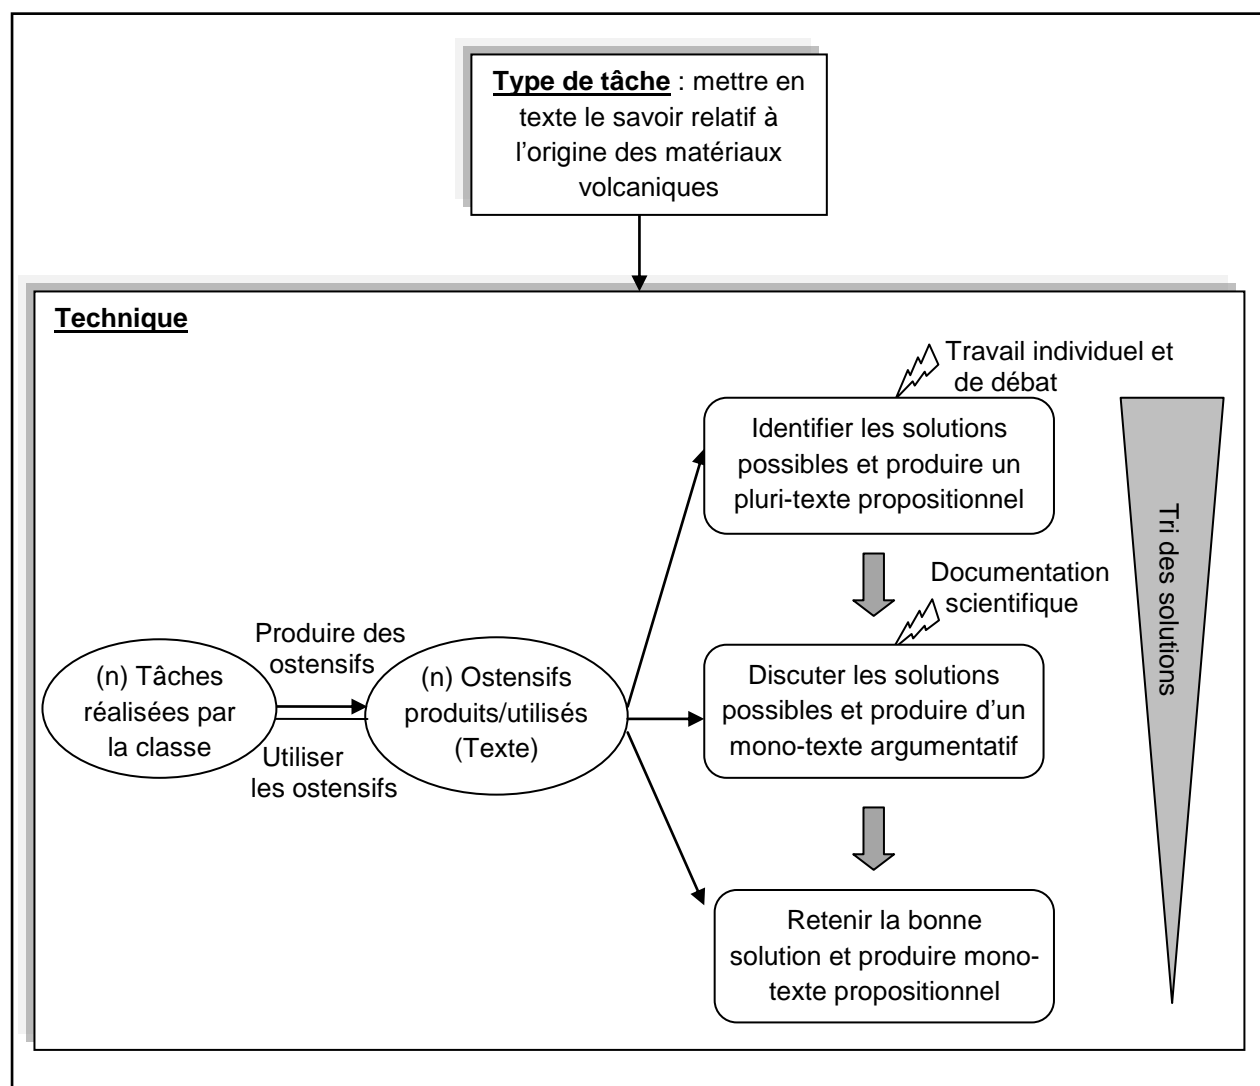 Type de tâche : mettre en
texte le savoir relatif à
l'origine des matériaux
volcaniques
Technique
Travail individuel et
de débat
Identifier les solutions
possibles et produire un
pluri-texte propositionnel
Tri des solutions
Documentation
scientifique
Produire des
ostensifs
(n) Tâches
réalisées par
la classe
(n) Ostensifs
produits/utilisés
(Texte)
Utiliser
les ostensifs
Discuter les solutions
possibles et produire d'un
mono-texte argumentatif
Retenir la bonne
solution et produire mono-
texte propositionnel